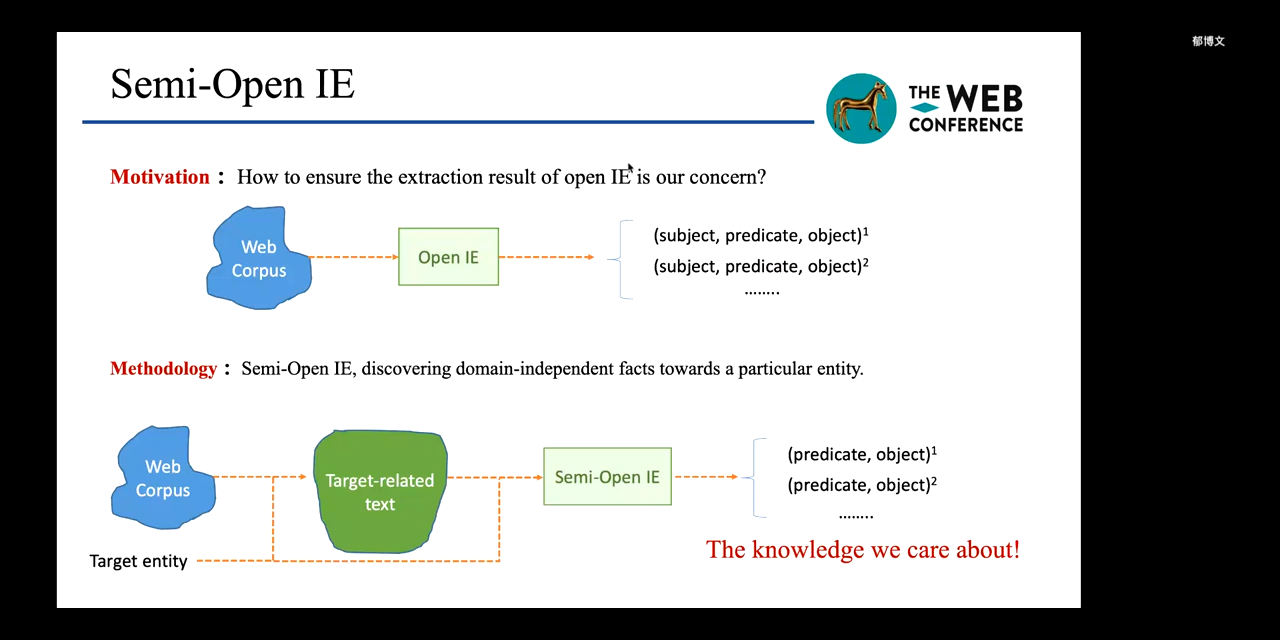 郁博文
Semi-Open IE
THE WEB
CONFERENCE
Motivation： How to ensure the extraction result of open IE is our concern?
Web
Corpus
Open IE
(subject, predicate, object)¹
(subject, predicate, object)²
........
Methodology： Semi-Open IE, discovering domain-independent facts towards a particular entity.
Web
Corpus
Target-related
text
Semi-Open IE
(predicate, object)¹
(predicate, object)²
........
Target entity
The knowledge we care about!